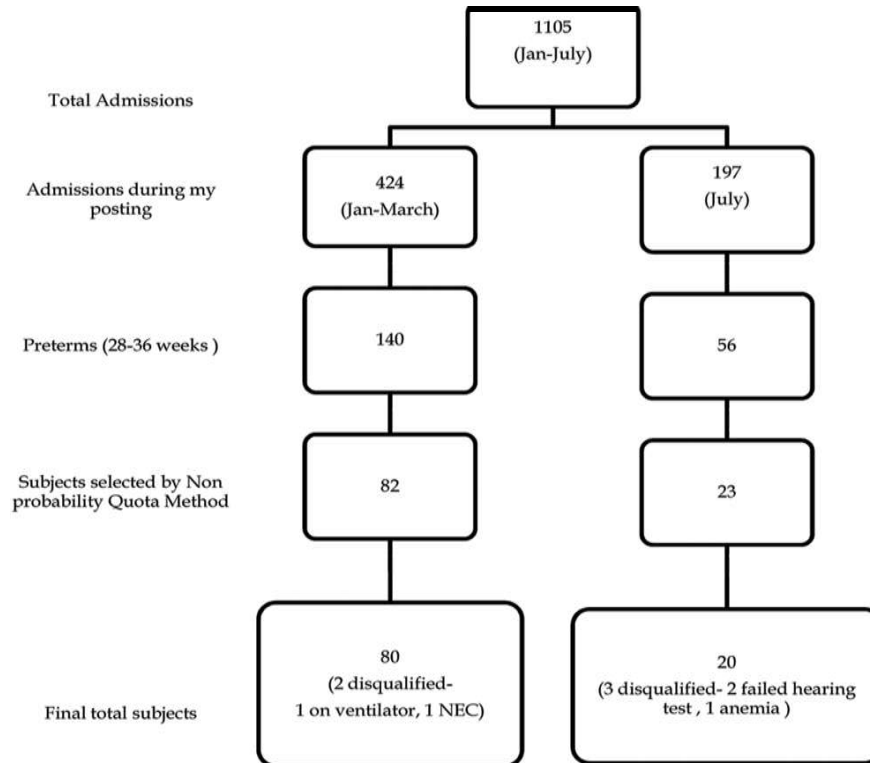 1105
(Jan-July)
Total Admissions
Admissions during my
posting
424
(Jan-March)
197
(July)
Preterms (28-36 weeks )
140
56
Subjects selected by Non
probability Quota Method
82
23
Final total subjects
80
(2 disqualified-
1 on ventilator, 1 NEC)
20
(3 disqualified- 2 failed hearing
test , 1 anemia )